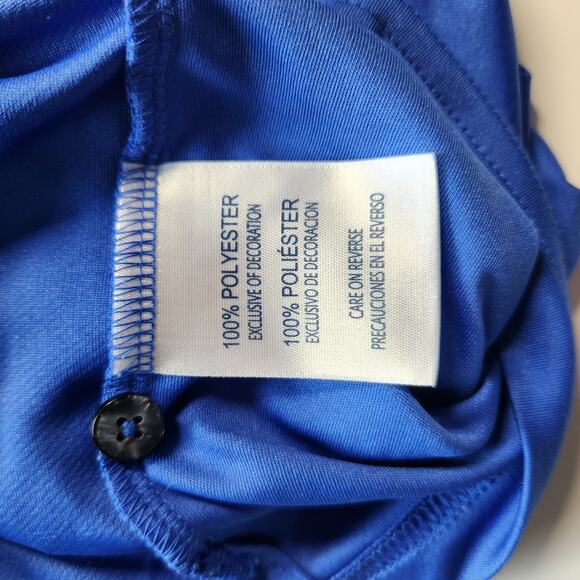 100% POLYESTER
EXCLUSIVE OF DECORATION
100% POLIÉSTER
EXCLUSIVO DE DECORACION
CARE ON REVERSE
PRECAUCIONES EN EL REVERSO